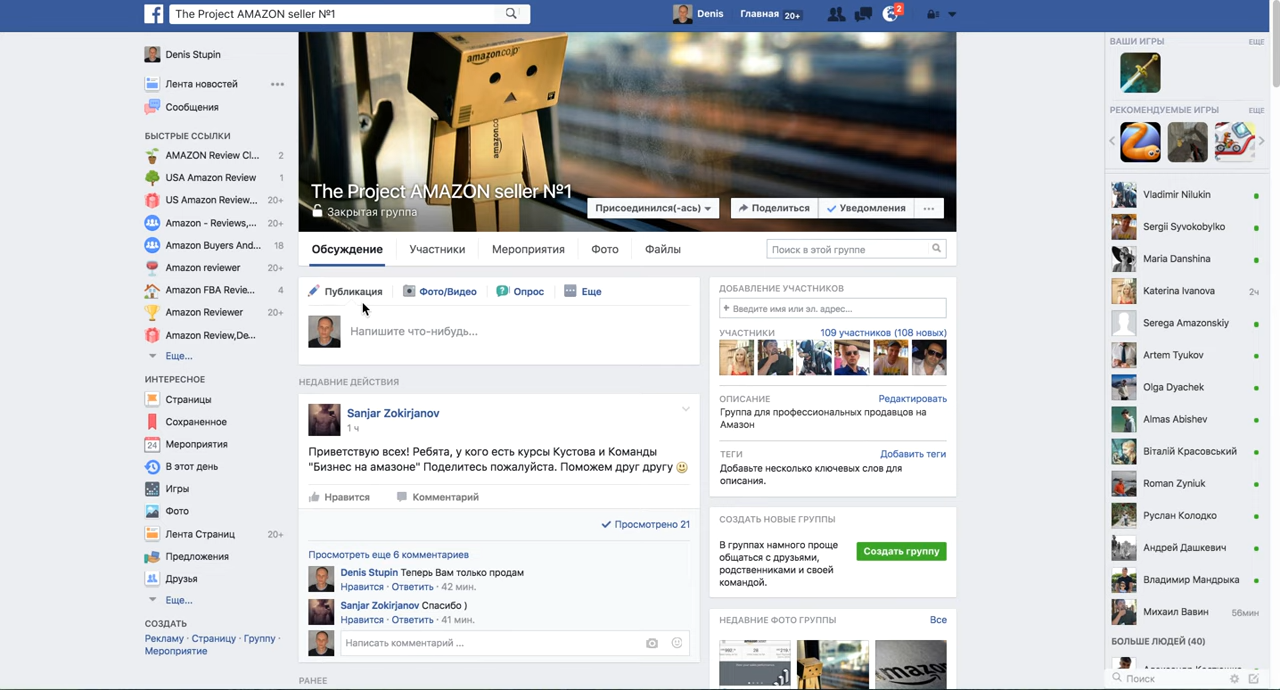 The Project AMAZON seller №1
Denis
Главная 20+
2
Denis Stupin
Лента новостей
Сообщения
БЫСТРЫЕ ССЫЛКИ
AMAZON Review Cl... 2
USA Amazon Review 1
US Amazon Review... 20+
Amazon - Reviews,... 20+
Amazon Buyers And... 18
Amazon reviewer 20+
Amazon FBA Revie... 4
Amazon Reviewer 20+
Amazon Review,De...
Еще...
ИНТЕРЕСНОЕ
Страницы
Сохраненное
24 Мероприятия
В этот день
Игры
Фото
Лента Страниц 20+
Предложения
Друзья
Еще...
СОЗДАТЬ
Рекламу · Страницу · Группу ·
Мероприятие
amazon.co.jp
amazon.co.jp
The Project AMAZON seller №1
Закрытая группа
Присоединился(-ась)
Поделиться
Уведомления
Обсуждение
Участники
Мероприятия
Фото
Файлы
Поиск в этой группе
Публикация
Фото/Видео
Опрос
Еще
Напишите что-нибудь...
НЕДАВНИЕ ДЕЙСТВИЯ
Sanjar Zokirjanov
1 ч
Приветствую всех! Ребята, у кого есть курсы Кустова и Команды
"Бизнес на амазоне" Поделитесь пожалуйста. Поможем друг другу
Нравится
Комментарий
Просмотрено 21
Просмотреть еще 6 комментариев
Denis Stupin Теперь Вам только продам
Нравится · Ответить · 42 мин.
Sanjar Zokirjanov Спасибо )
Нравится · Ответить · 41 мин.
Написать комментарий ...
РАНЕЕ
ДОБАВЛЕНИЕ УЧАСТНИКОВ
+ Введите имя или эл. адрес...
УЧАСТНИКИ
109 участников (108 новых)
ОПИСАНИЕ
Редактировать
Группа для профессиональных продавцов на
Амазон
ТЕГИ
Добавить теги
Добавьте несколько ключевых слов для
описания.
СОЗДАТЬ НОВЫЕ ГРУППЫ
В группах намного проще
общаться с друзьями,
родственниками и своей
командой.
Создать группу
НЕДАВНИЕ ФОТО ГРУППЫ
Все
amazon
ВАШИ ИГРЫ
ЕЩЕ
РЕКОМЕНДУЕМЫЕ ИГРЫ
ЕЩЕ
Vladimir Nilukin
Sergii Syvokobylko
Maria Danshina
Katerina Ivanova 2ч
Serega Amazonskiy
Artem Tyukov
Olga Dyachek
Almas Abishev
Віталій Красовський
Roman Zyniuk
Руслан Колодко
Андрей Дашкевич
Владимир Мандрыка
Михаил Вавин 56мин
БОЛЬШЕ ЛЮДЕЙ (40)
Поиск